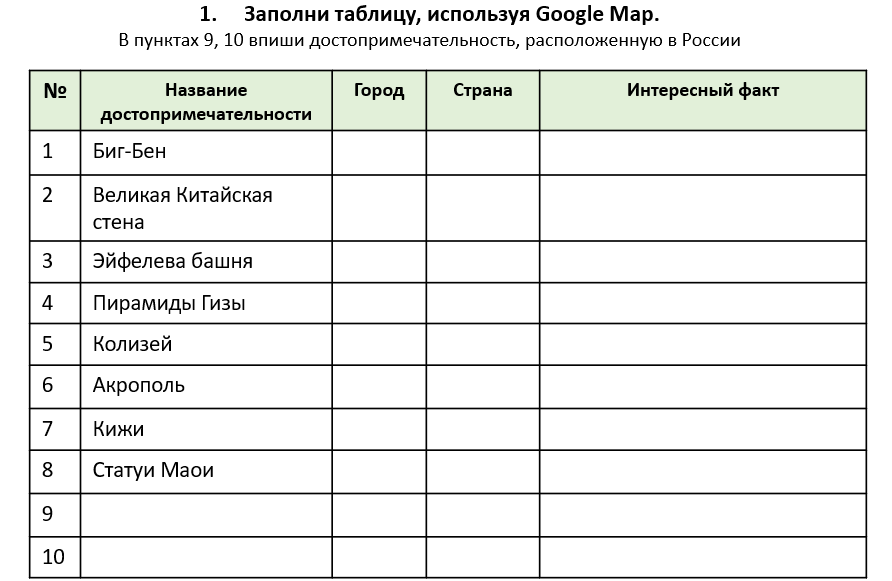 1. Заполни таблицу, используя Google Map.
В пунктах 9, 10 впиши достопримечательность, расположенную в России
№ Название Город Страна Интересный факт
достопримечательности
1 Биг-Бен
2 Великая Китайская
стена
3 Эйфелева башня
4 Пирамиды Гизы
5 Колизей
6 Акрополь
7 Кижи
8 Статуи Маои
9
10